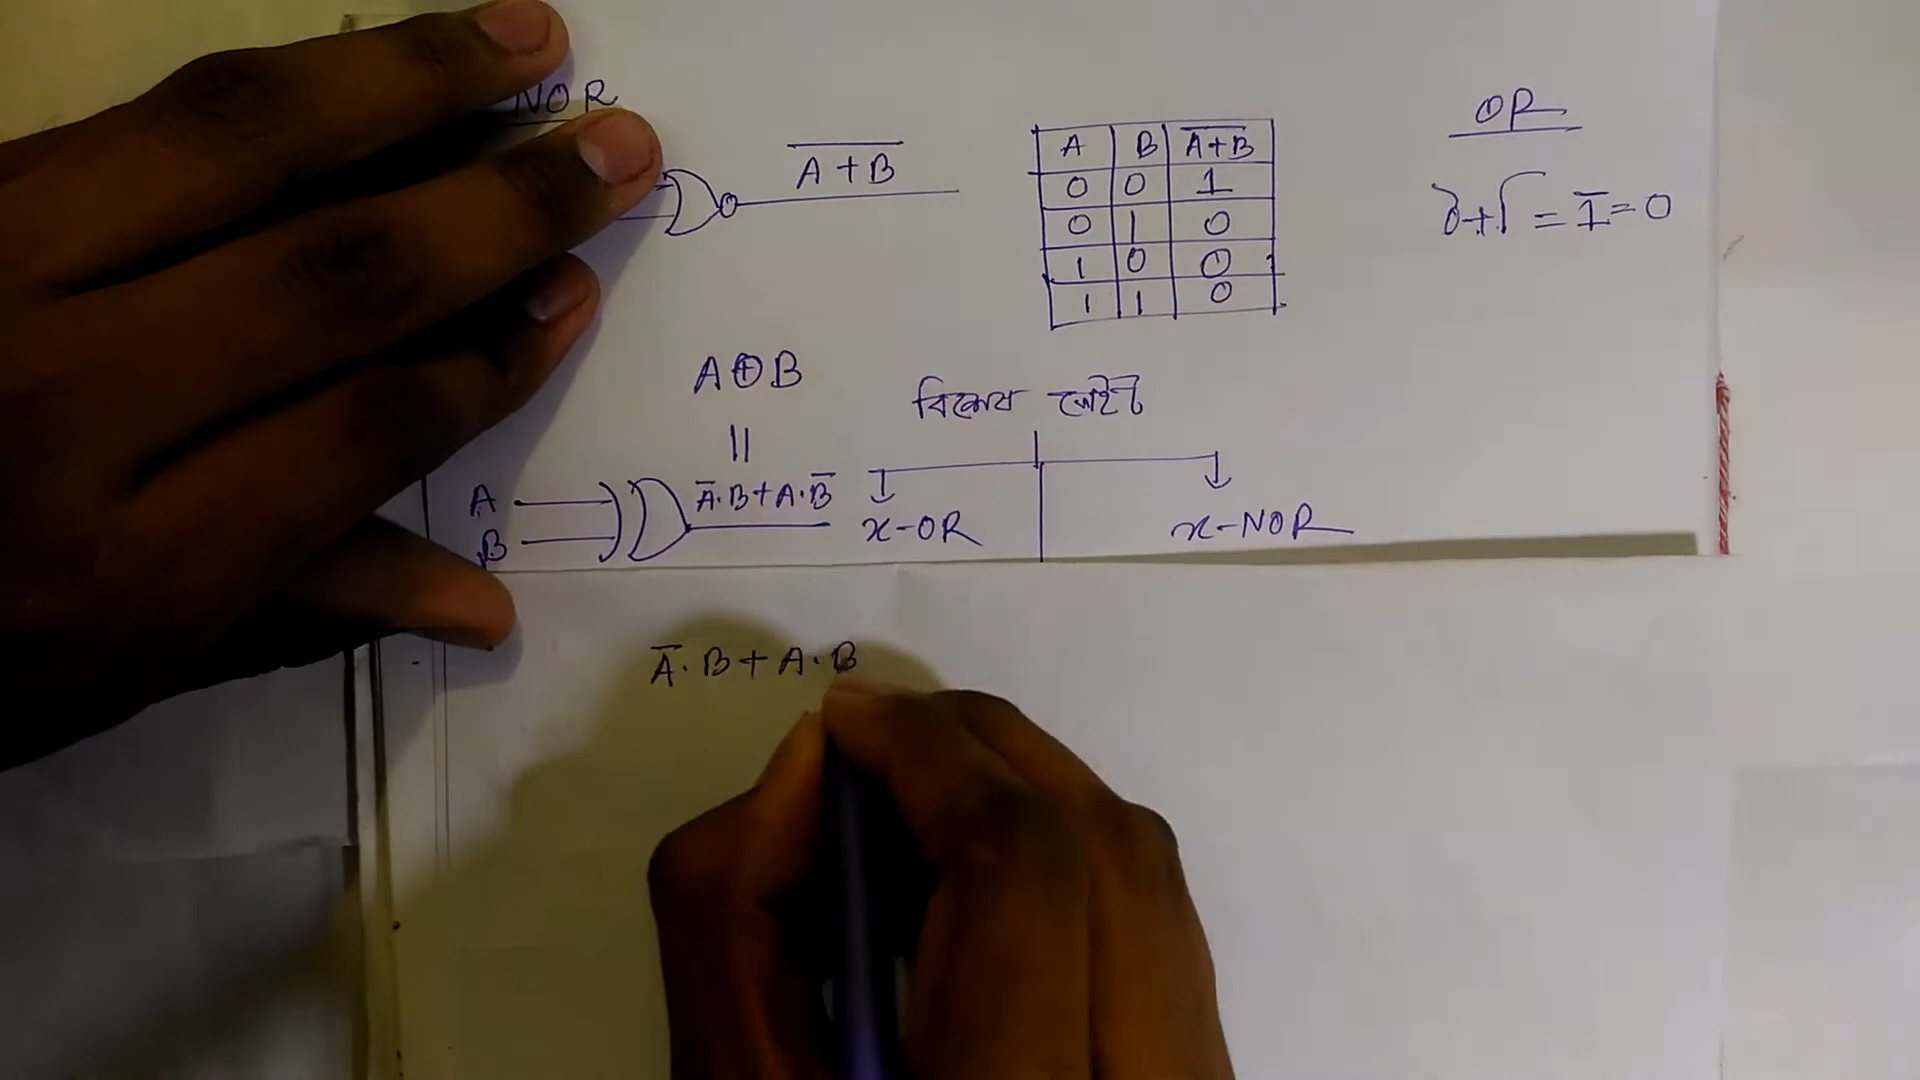 NOR
A̅+̅B̅
A B A̅+̅B̅
0 0 1
0 1 0
1 0 0
1 1 0
OR
0+1 = 1̅ = 0
A⊕B
||
A̅·B+A·B̅
A
B
বিশেষ গেইট
x-OR
x-NOR
A̅·B+A·B